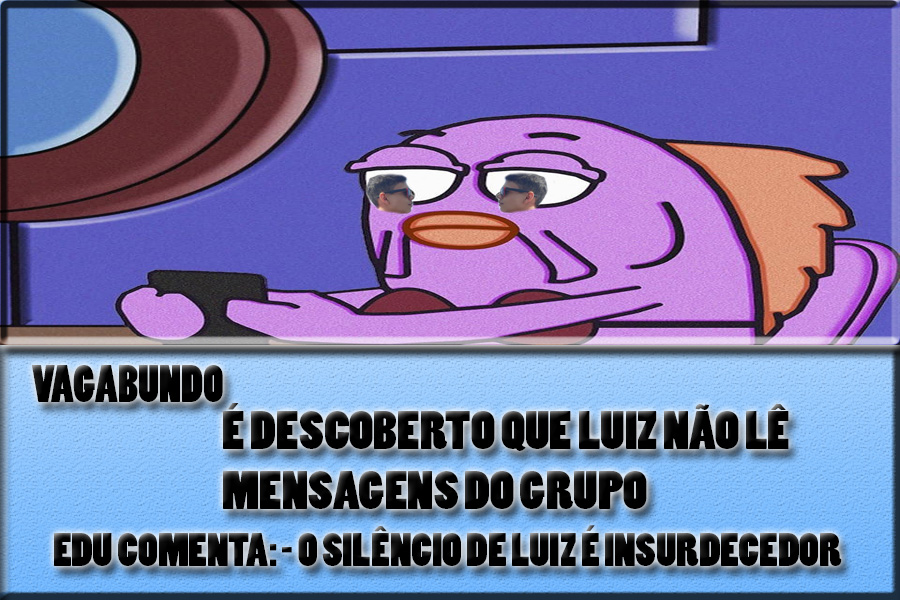 VAGABUNDO
É DESCOBERTO QUE LUIZ NÃO LÊ
MENSAGENS DO GRUPO
EDU COMENTA: - O SILÊNCIO DE LUIZ É INSURDECEDOR